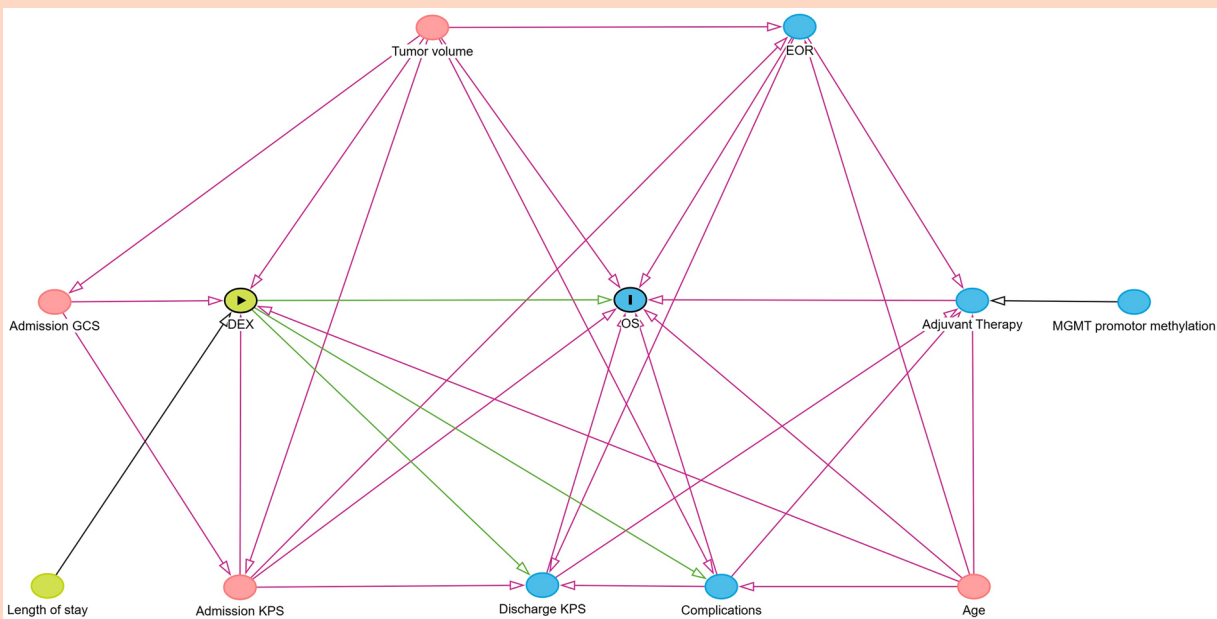 Tumor volume
EOR
Admission GCS
DEX
OS
Adjuvant Therapy
MGMT promotor methylation
Length of stay
Admission KPS
Discharge KPS
Complications
Age